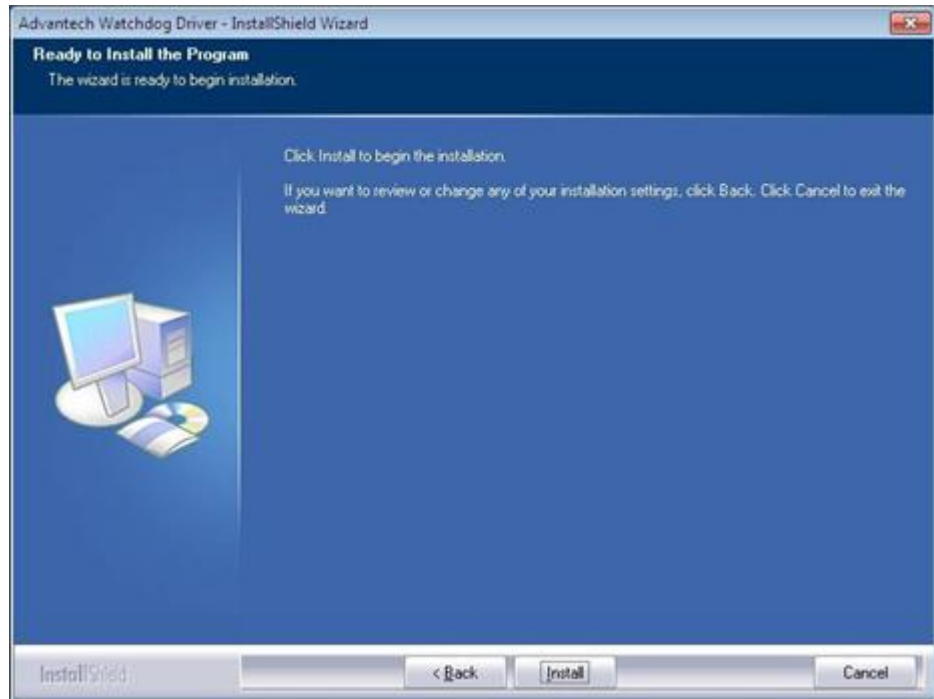 Advantech Watchdog Driver - InstallShield Wizard
Ready to Install the Program
The wizard is ready to begin installation.
Click Install to begin the installation.
If you want to review or change any of your installation settings, click Back. Click Cancel to exit the
wizard.
InstallShield
< Back
Install
Cancel